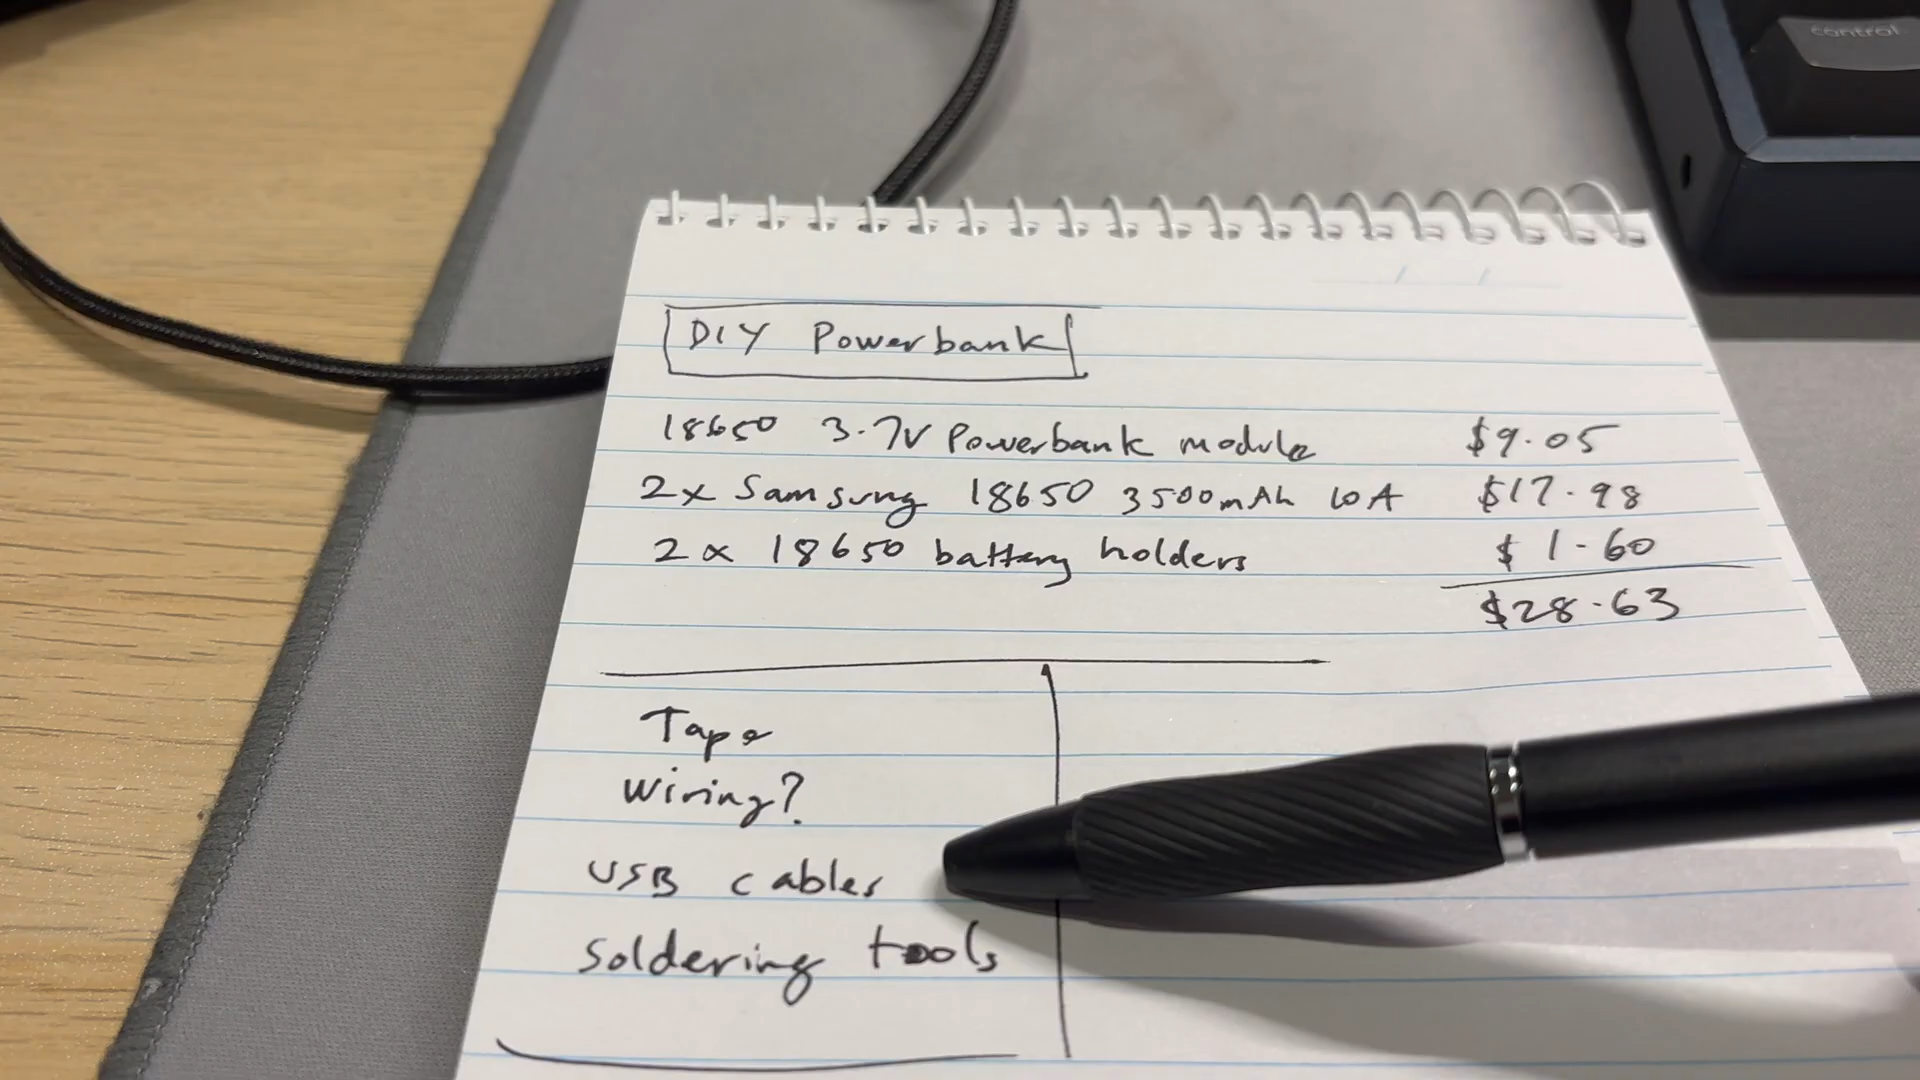 control
DIY Powerbank
18650 3.7V Powerbank module $9.05
2x Samsung 18650 3500mAh 10A $17.98
2x 18650 battery holders $1.60
$28.63
Tape
Wiring?
USB cables
Soldering tools